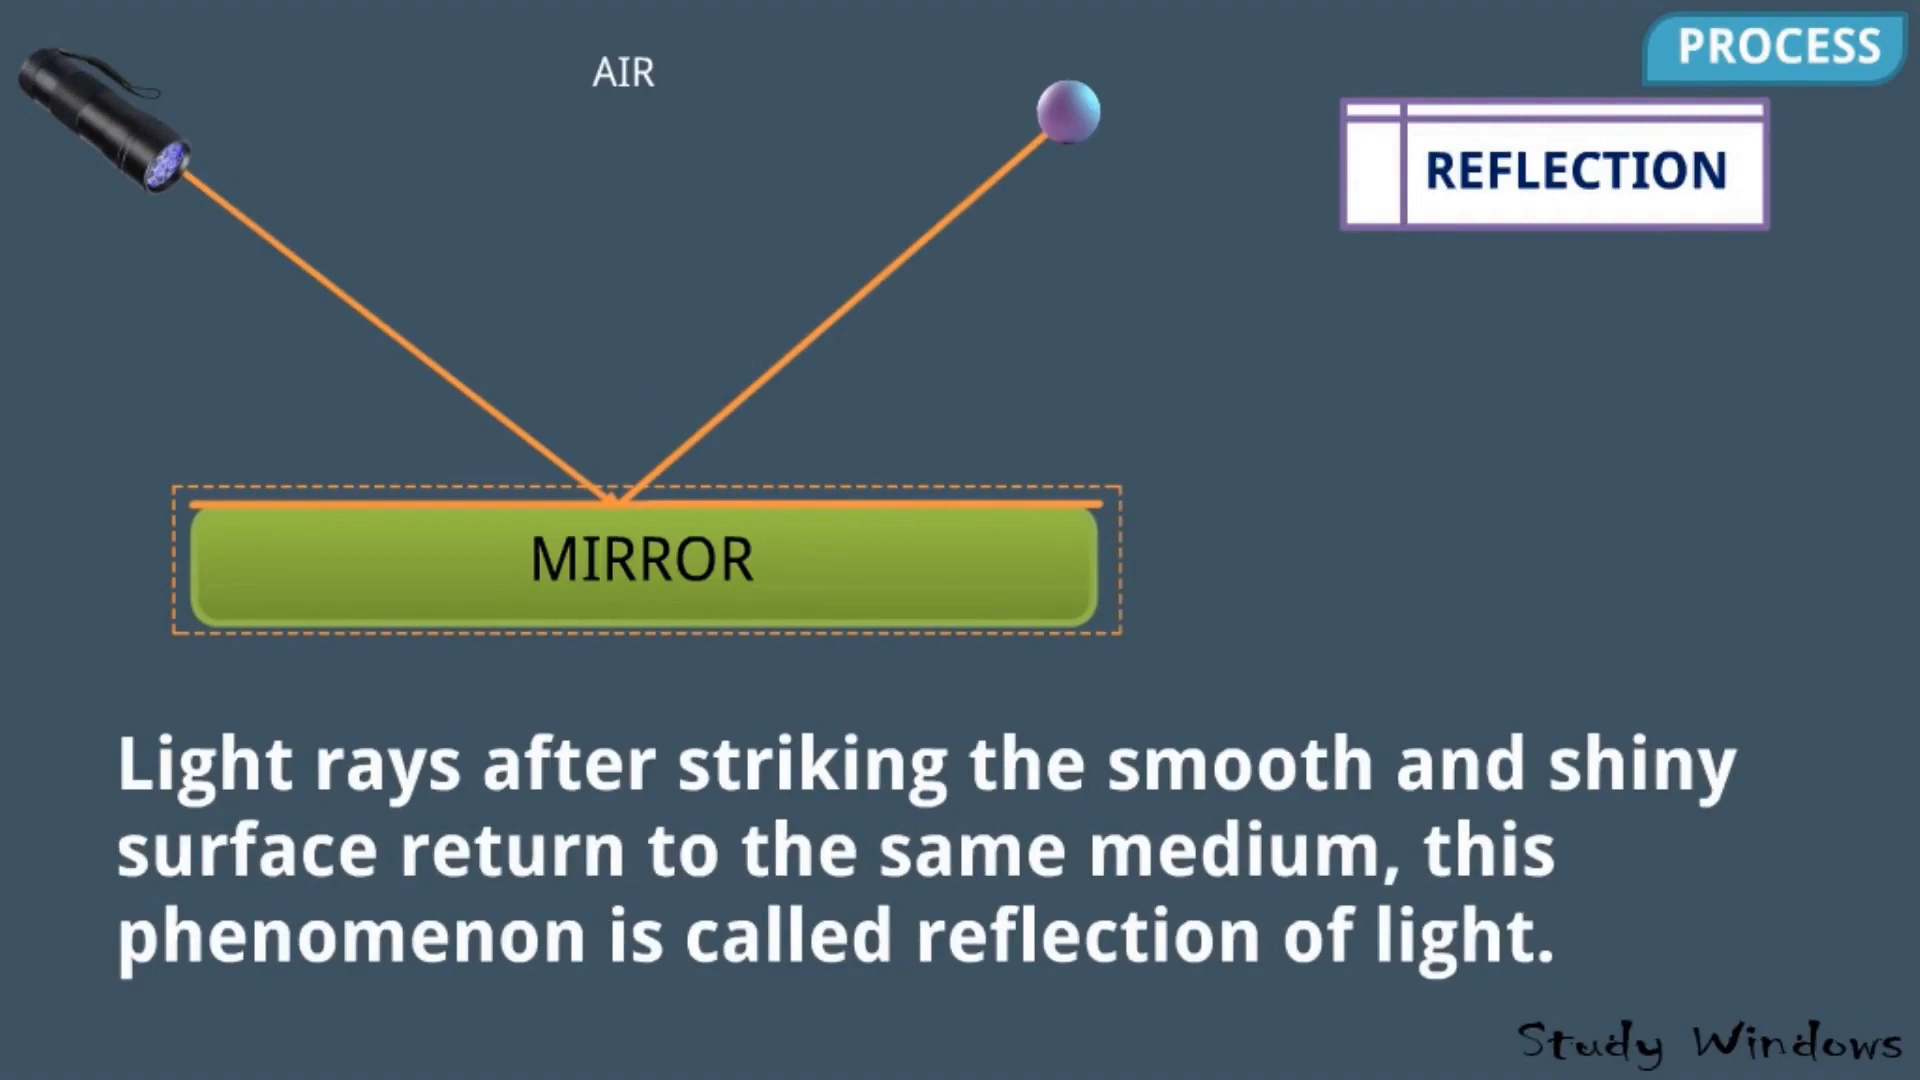 PROCESS
AIR
REFLECTION
MIRROR
Light rays after striking the smooth and shiny
surface return to the same medium, this
phenomenon is called reflection of light.
Study Windows